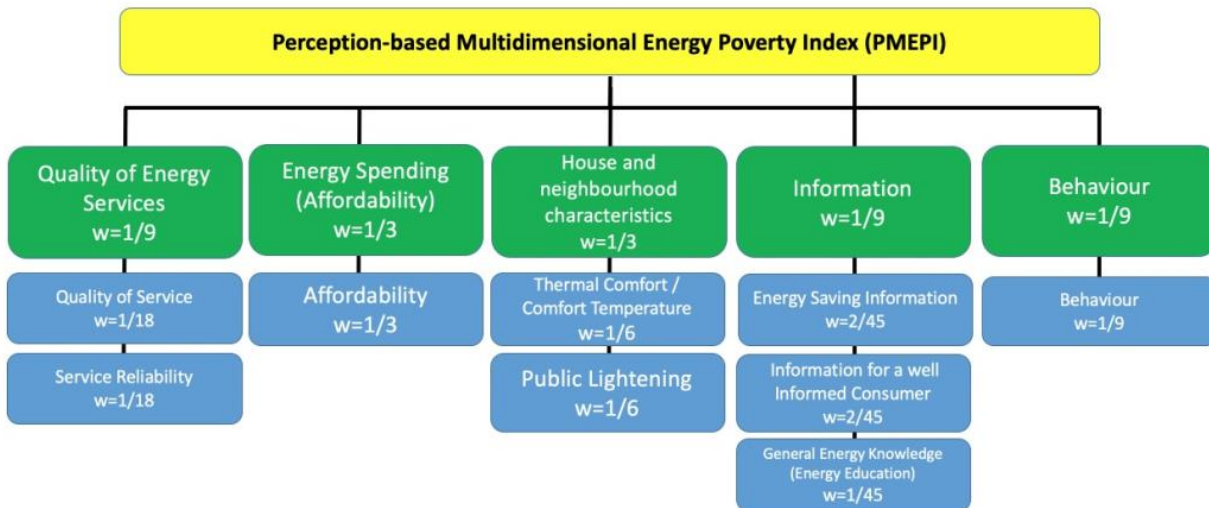 Perception-based Multidimensional Energy Poverty Index (PMEPI)
Quality of Energy
Services
w=1/9
Quality of Service
w=1/18
Service Reliability
w=1/18
Energy Spending
(Affordability)
w=1/3
Affordability
w=1/3
House and
neighbourhood
characteristics
w=1/3
Thermal Comfort /
Comfort Temperature
w=1/6
Public Lightening
w=1/6
Information
w=1/9
Energy Saving Information
w=2/45
Information for a well
Informed Consumer
w=2/45
General Energy Knowledge
(Energy Education)
w=1/45
Behaviour
w=1/9
Behaviour
w=1/9